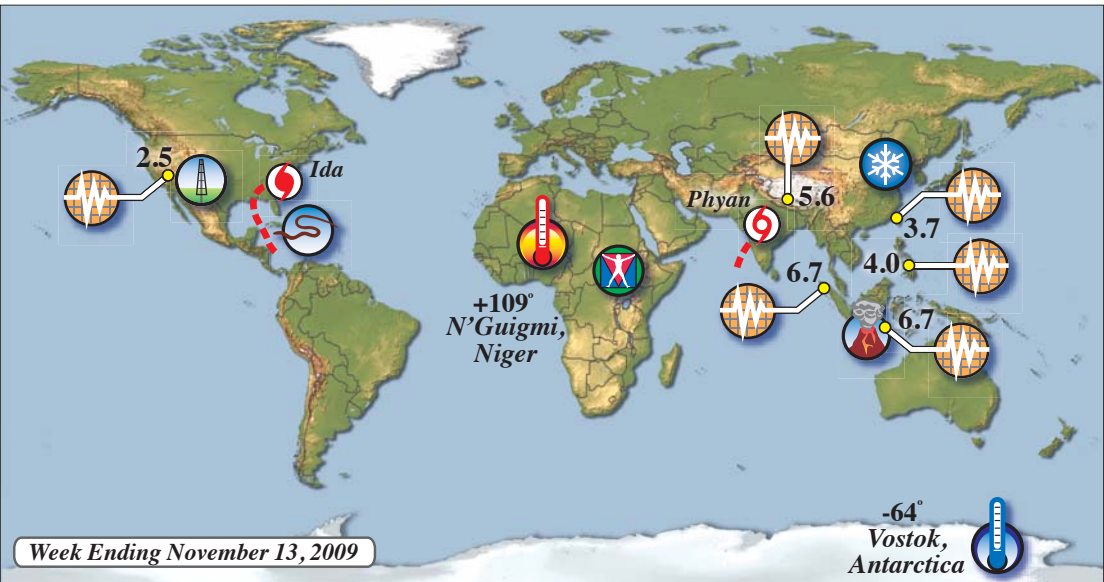 2.5
Ida
Phyan
5.6
3.7
4.0
6.7
6.7
+109°
N'Guigmi,
Niger
-64°
Vostok,
Antarctica
Week Ending November 13, 2009